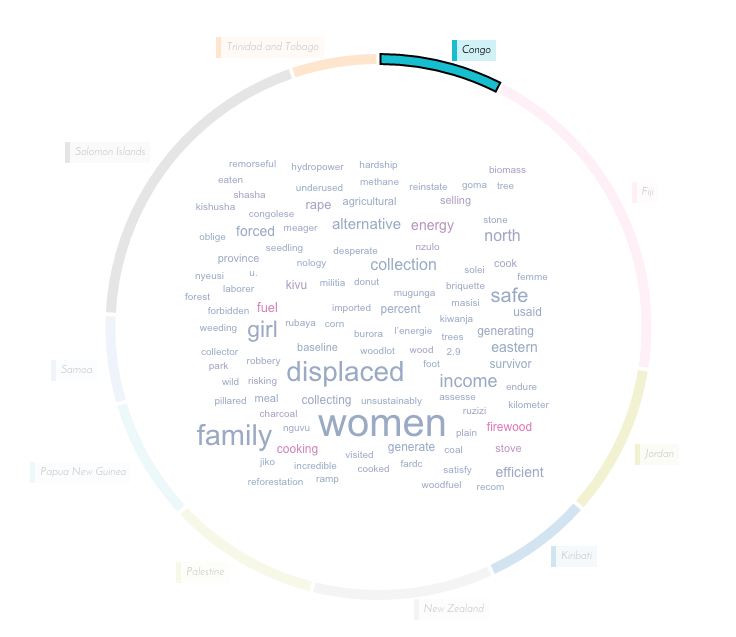 Trinidad and Tobago
Congo
Solomon Islands
Fiji
remorseful hydropower hardship
eaten methane reinstate goma tree biomass
shasha underused
kishusha rape agricultural selling
congolese
oblige forced meager alternative energy stone
north
seedling desperate nzulo
province nology collection solei cook
nyeusi u. femme
laborer kivu militia donut briquette
forest mugunga safe
forbidden fuel imported percent masisi usaid
weeding girl rubaya corn kiwanja
burora l'energie trees generating
collector baseline woodlot wood 2.9 eastern
park robbery foot survivor
wild risking displaced income endure
pillared meal collecting unsustainably assesse kilometer
charcoal ruzizi
family nguvu women plain firewood
cooking visited generate coal stove
jiko incredible cooked fardc satisfy efficient
reforestation ramp woodfuel recom
Samoa
Jordan
Papua New Guinea
Kiribati
Palestine
New Zealand